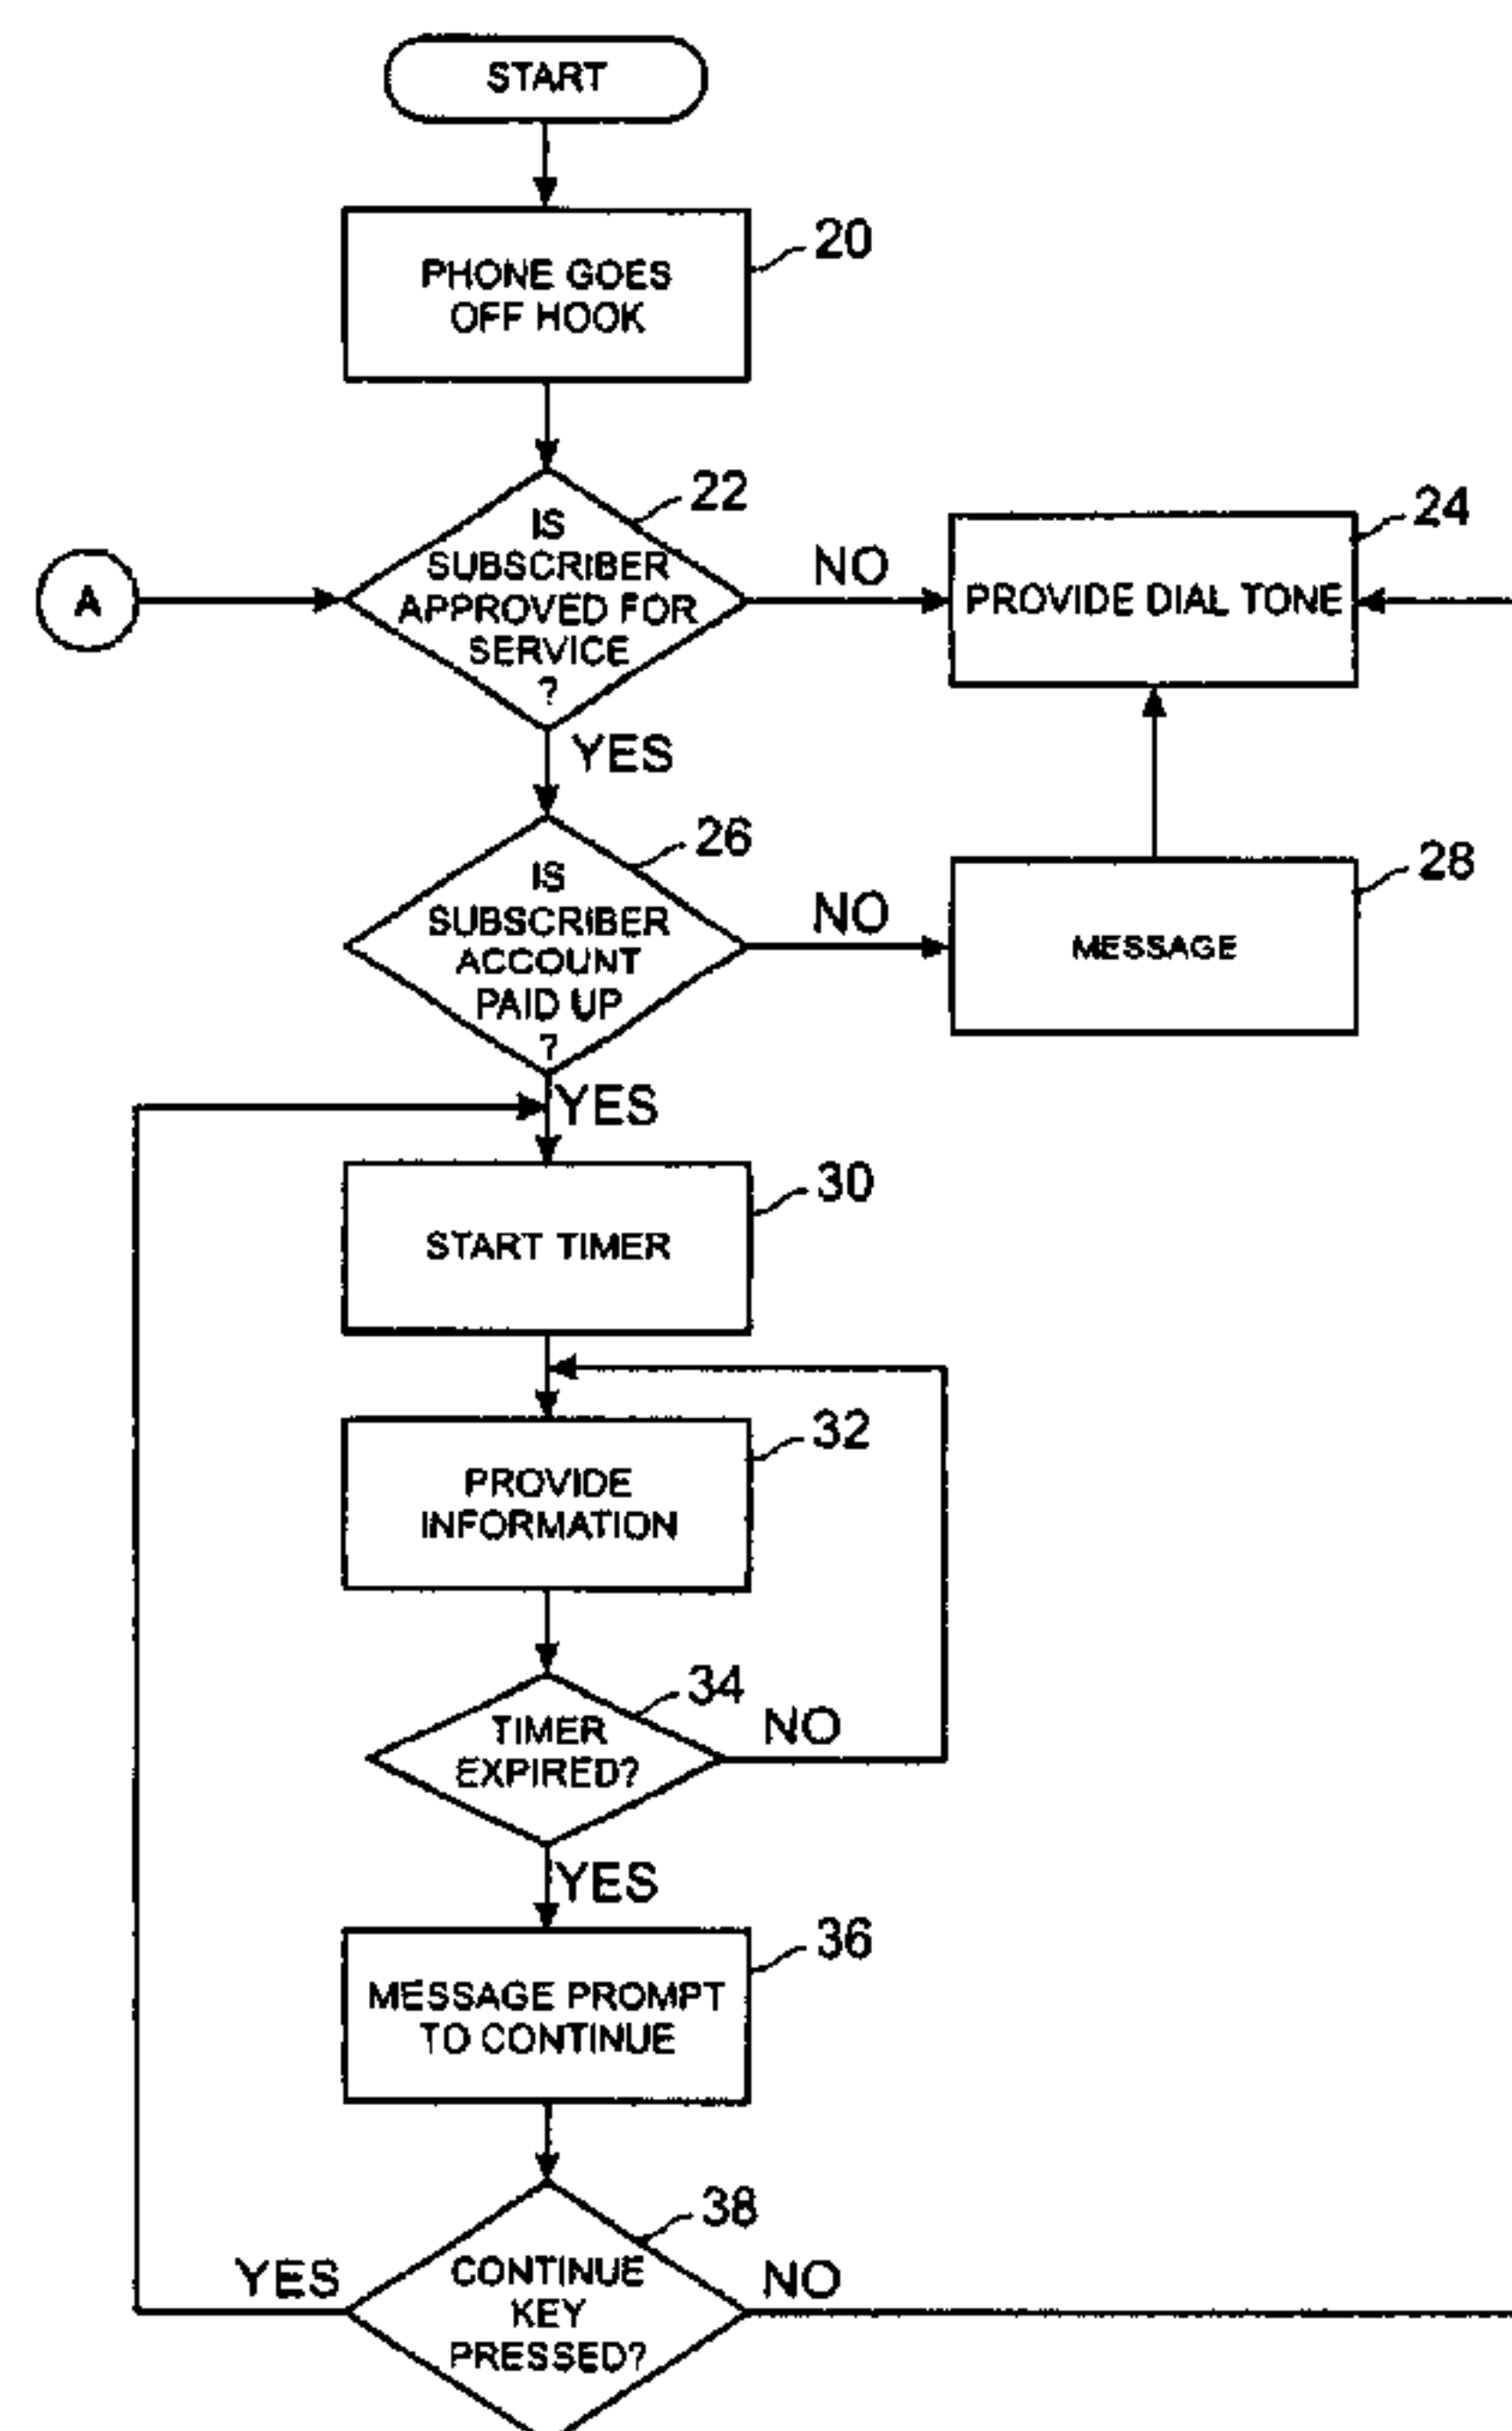 START
PHONE GOES
OFF HOOK
20
IS
SUBSCRIBER
APPROVED FOR
SERVICE
?
22
A
NO
PROVIDE DIAL TONE
24
YES
IS
SUBSCRIBER
ACCOUNT
PAID UP
?
26
NO
MESSAGE
28
YES
START TIMER
30
PROVIDE
INFORMATION
32
TIMER
EXPIRED?
34
NO
YES
MESSAGE PROMPT
TO CONTINUE
36
CONTINUE
KEY
PRESSED?
38
YES
NO